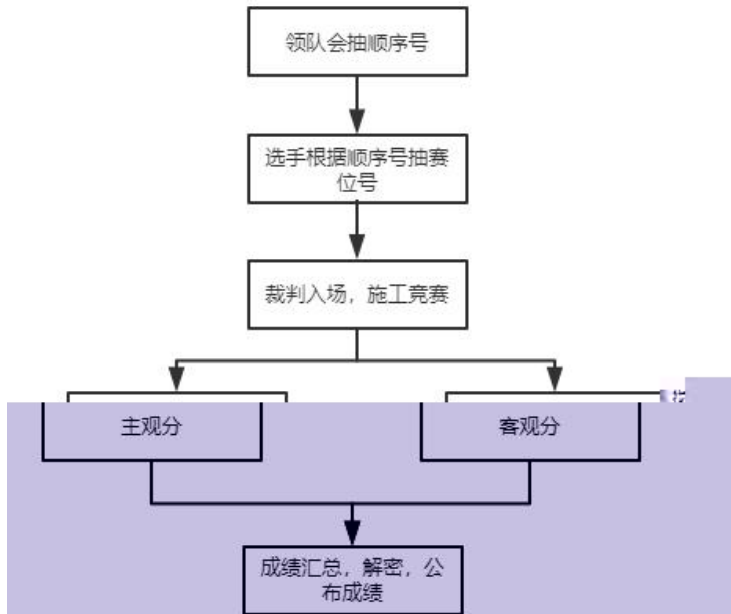 领队会抽顺序号
选手根据顺序号抽赛
位号
裁判入场，施工竞赛
主观分
客观分
成绩汇总，解密，公
布成绩